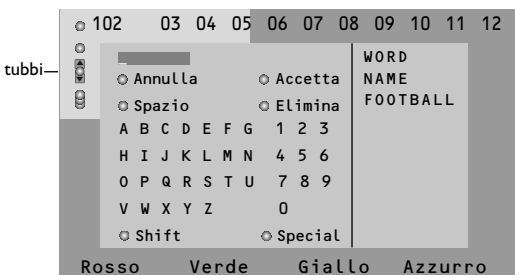 102 03 04 05 06 07 08 09 10 11 12
tubbi
WORD
Annulla Accetta NAME
Spazio Elimina FOOTBALL
A B C D E F G 1 2 3
H I J K L M N 4 5 6
O P Q R S T U 7 8 9
V W X Y Z 0
Shift Special
Rosso Verde Giallo Azzurro